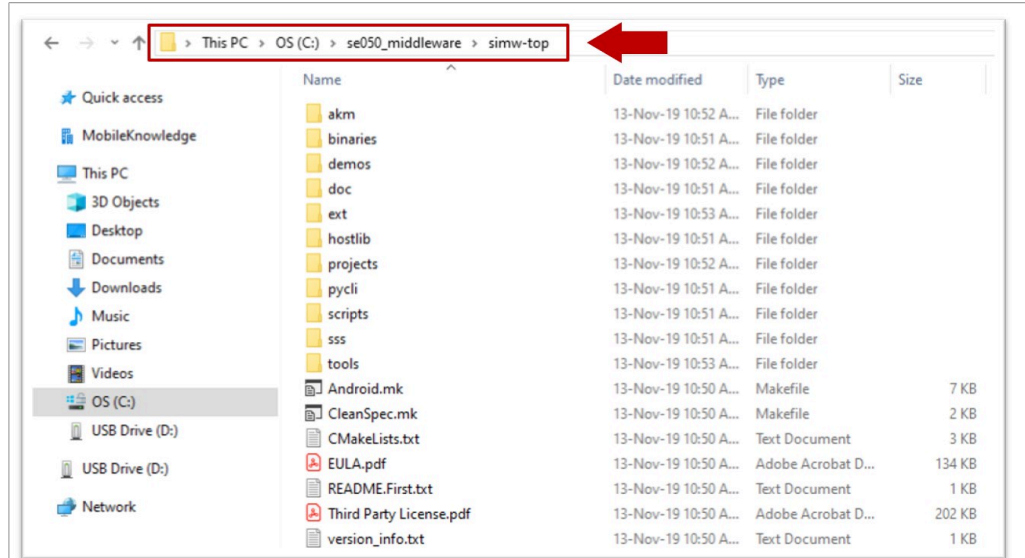 This PC > OS (C:) > se050_middleware > simw-top
Name Date modified Type Size
Quick access
MobileKnowledge
This PC
3D Objects
Desktop
Documents
Downloads
Music
Pictures
Videos
OS (C:)
USB Drive (D:)
USB Drive (D:)
Network
akm 13-Nov-19 10:52 A... File folder
binaries 13-Nov-19 10:51 A... File folder
demos 13-Nov-19 10:52 A... File folder
doc 13-Nov-19 10:51 A... File folder
ext 13-Nov-19 10:53 A... File folder
hostlib 13-Nov-19 10:51 A... File folder
projects 13-Nov-19 10:52 A... File folder
pycli 13-Nov-19 10:51 A... File folder
scripts 13-Nov-19 10:51 A... File folder
sss 13-Nov-19 10:51 A... File folder
tools 13-Nov-19 10:53 A... File folder
Android.mk 13-Nov-19 10:50 A... Makefile 7 KB
CleanSpec.mk 13-Nov-19 10:50 A... Makefile 2 KB
CMakeLists.txt 13-Nov-19 10:50 A... Text Document 3 KB
EULA.pdf 13-Nov-19 10:50 A... Adobe Acrobat D... 134 KB
README.First.txt 13-Nov-19 10:50 A... Text Document 1 KB
Third Party License.pdf 13-Nov-19 10:50 A... Adobe Acrobat D... 202 KB
version_info.txt 13-Nov-19 10:50 A... Text Document 1 KB